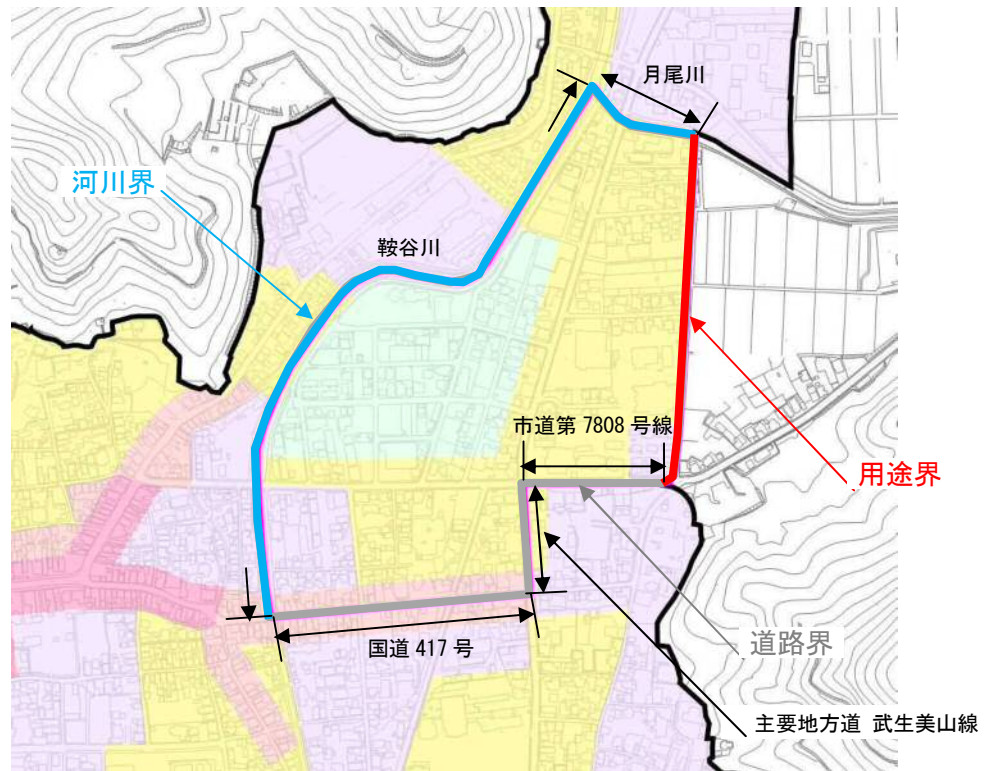 月尾川
河川界
鞍谷川
市道第 7808 号線
用途界
国道 417 号
道路界
主要地方道 武生美山線